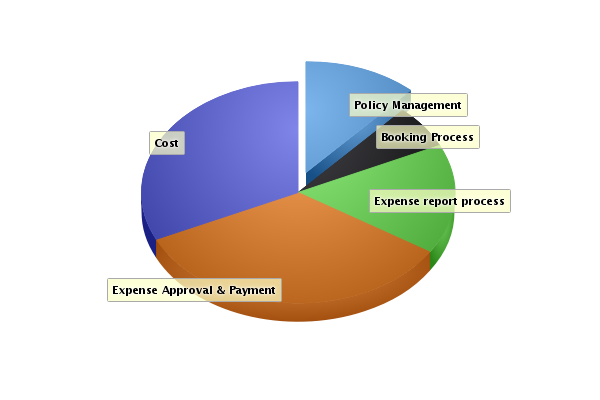 Policy Management
Booking Process
Cost
Expense report process
Expense Approval & Payment